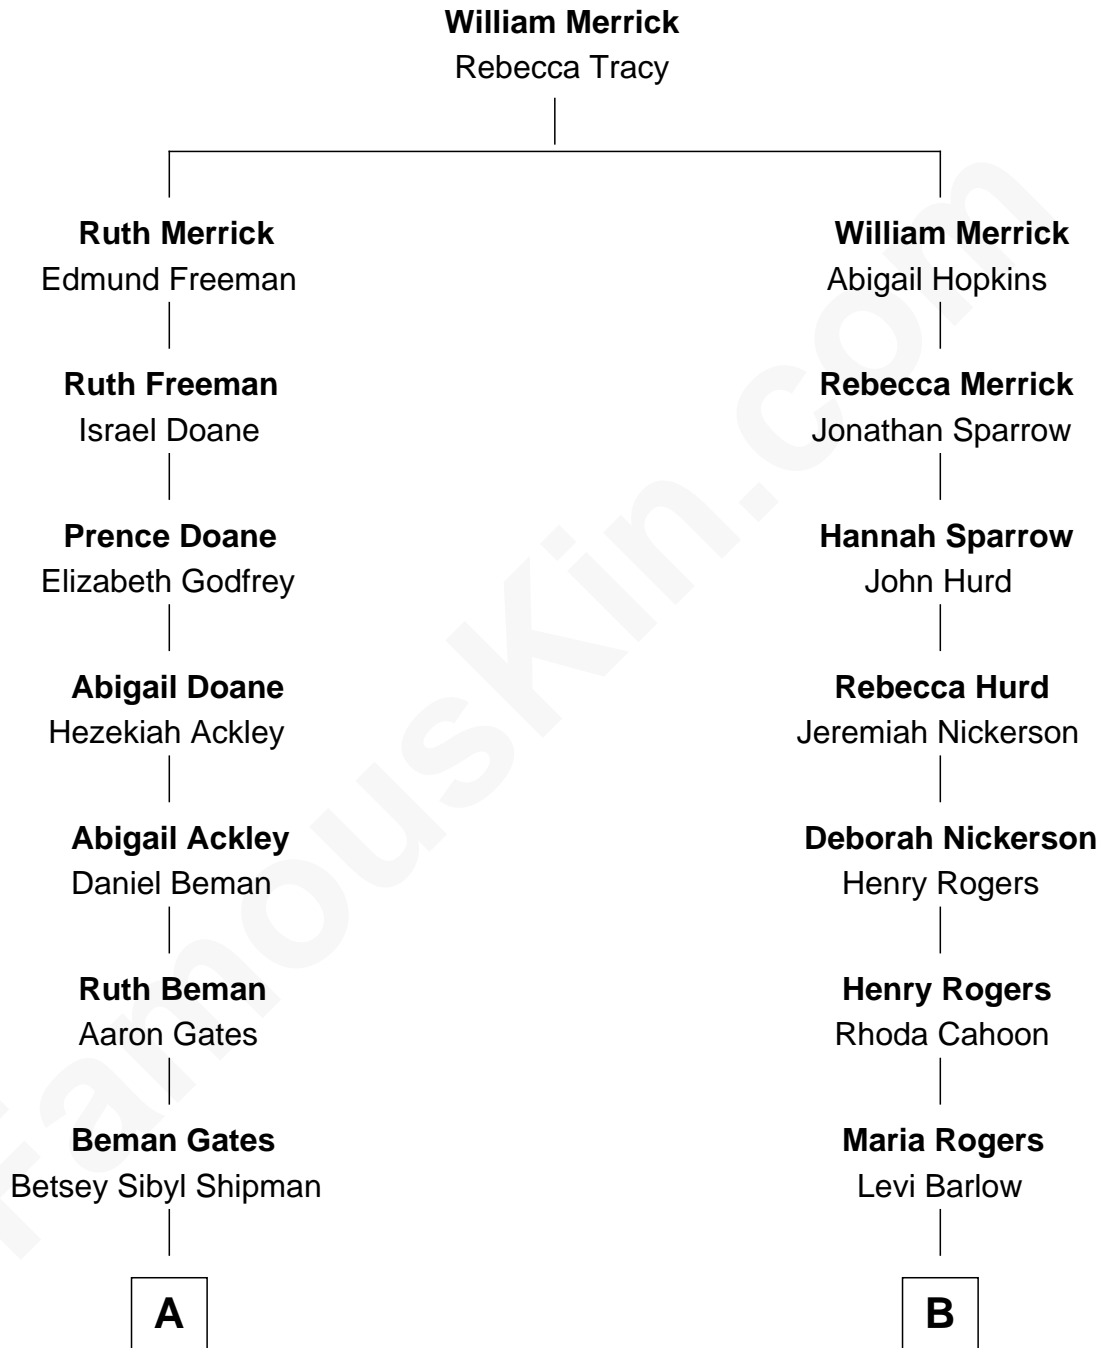 William Merrick
Rebecca Tracy
Ruth Merrick
Edmund Freeman
William Merrick
Abigail Hopkins
Ruth Freeman
Israel Doane
Rebecca Merrick
Jonathan Sparrow
Prence Doane
Elizabeth Godfrey
Hannah Sparrow
John Hurd
Abigail Doane
Hezekiah Ackley
Rebecca Hurd
Jeremiah Nickerson
Abigail Ackley
Daniel Beman
Deborah Nickerson
Henry Rogers
Ruth Beman
Aaron Gates
Henry Rogers
Rhoda Cahoon
Beman Gates
Betsey Sibyl Shipman
Maria Rogers
Levi Barlow
A
B
FamousKin.com